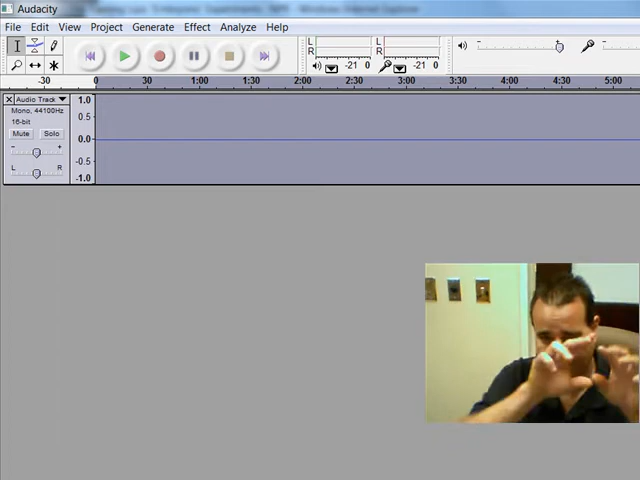 Audacity
File Edit View Project Generate Effect Analyze Help
L
R
-21 0
L
R
-21 0
-30 0 30 1:00 1:30 2:00 2:30 3:00 3:30 4:00 4:30 5:00
Audio Track
Mono, 44100Hz
16-bit
Mute Solo
- +
L R
1.0
0.5
0.0
-0.5
-1.0